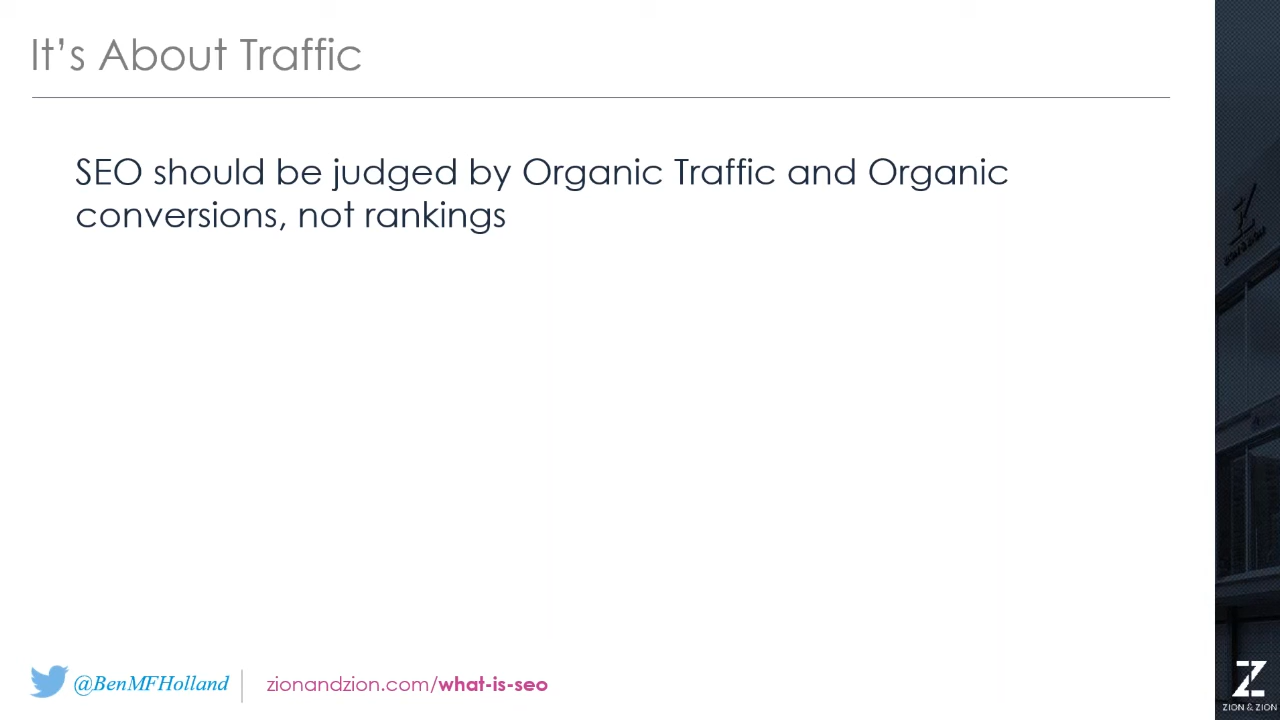 It's About Traffic
SEO should be judged by Organic Traffic and Organic
conversions, not rankings
@BenMFHolland
zionandzion.com/what-is-seo
ZION & ZION